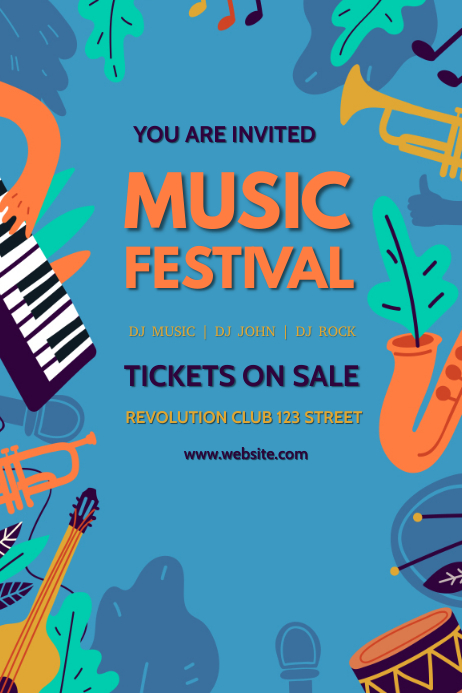 YOU ARE INVITED
MUSIC
FESTIVAL
DJ MUSIC | DJ JOHN | DJ ROCK
TICKETS ON SALE
REVOLUTION CLUB 123 STREET
www.website.com